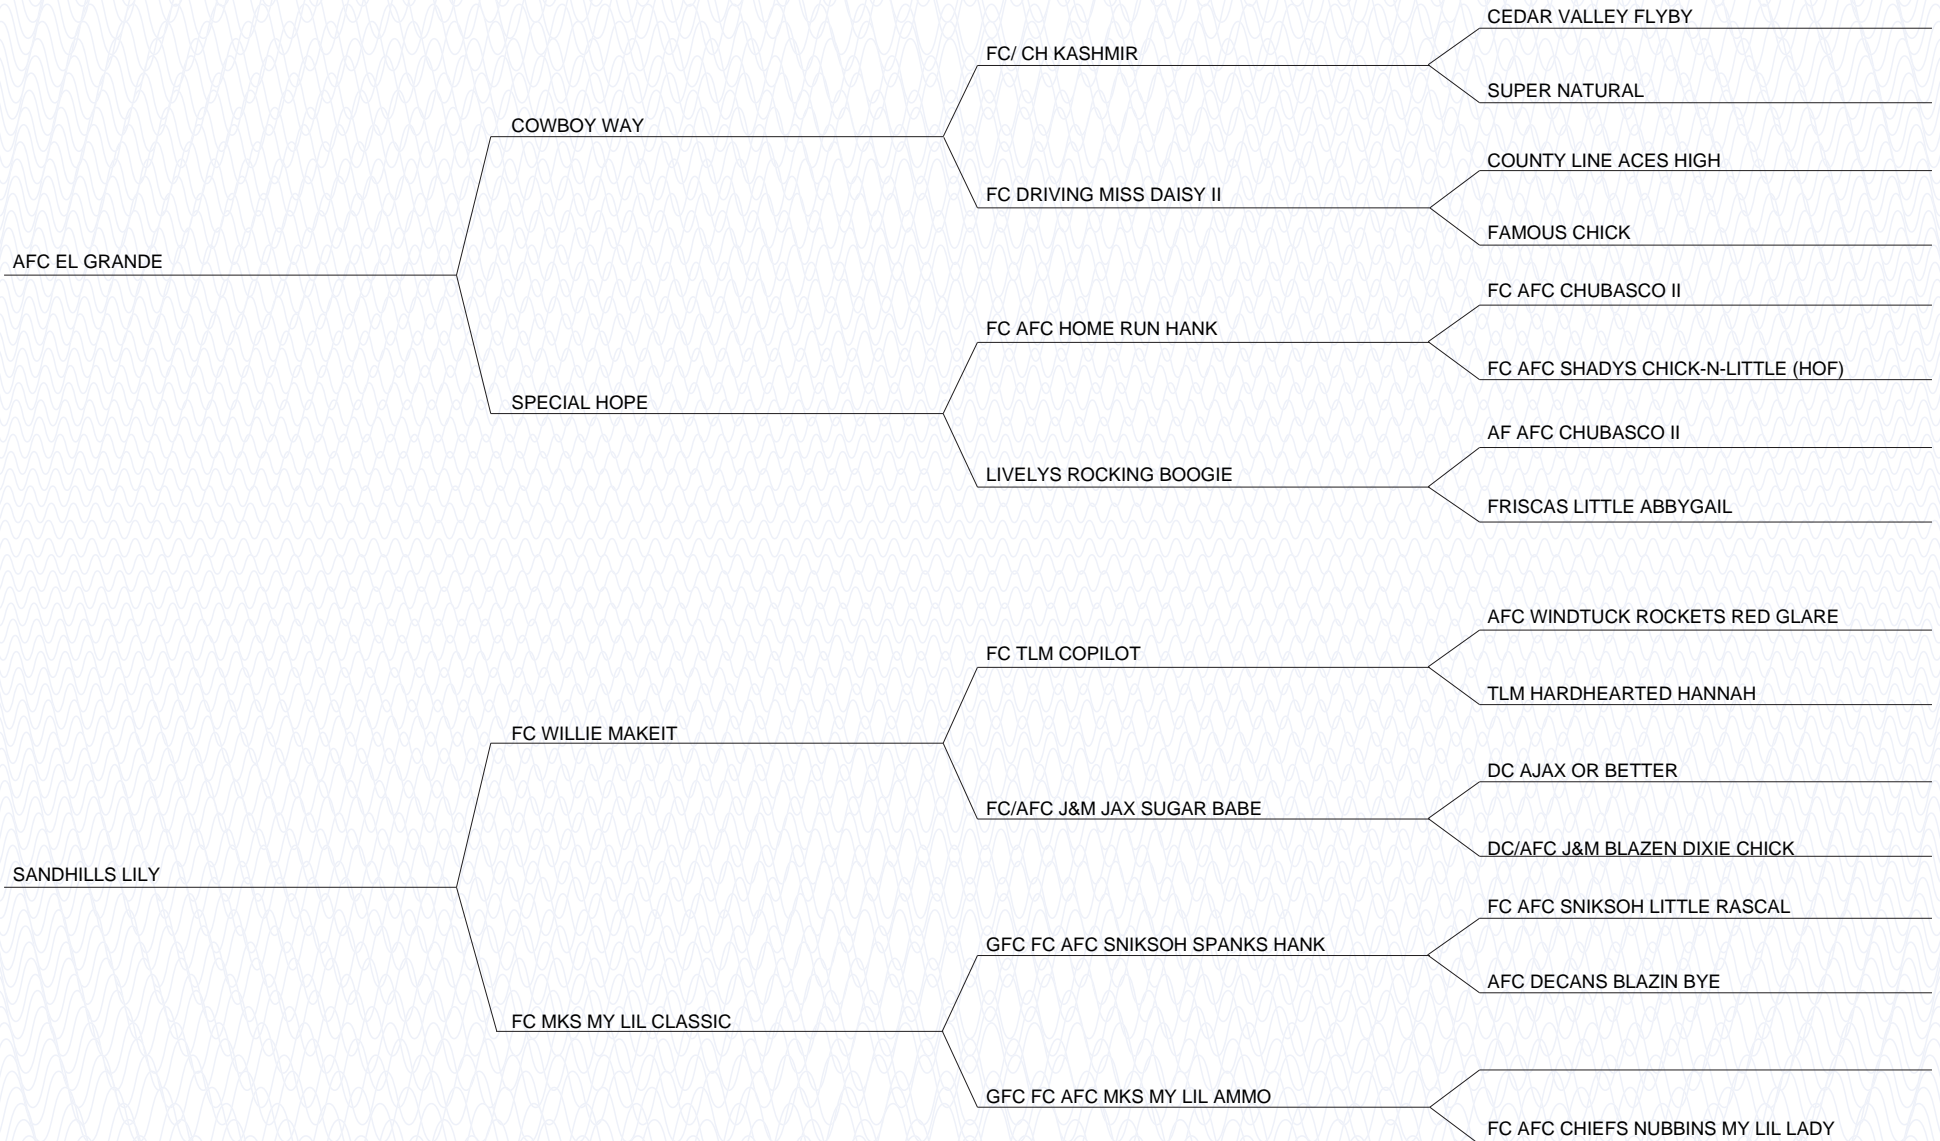 CEDAR VALLEY FLYBY
FC/ CH KASHMIR
SUPER NATURAL
COWBOY WAY
COUNTY LINE ACES HIGH
FC DRIVING MISS DAISY II
FAMOUS CHICK
AFC EL GRANDE
FC AFC CHUBASCO II
FC AFC HOME RUN HANK
FC AFC SHADYS CHICK-N-LITTLE (HOF)
SPECIAL HOPE
AF AFC CHUBASCO II
LIVELYS ROCKING BOOGIE
FRISCAS LITTLE ABBYGAIL
AFC WINDTUCK ROCKETS RED GLARE
FC TLM COPILOT
TLM HARDHEARTED HANNAH
FC WILLIE MAKEIT
DC AJAX OR BETTER
FC/AFC J&M JAX SUGAR BABE
DC/AFC J&M BLAZEN DIXIE CHICK
SANDHILLS LILY
FC AFC SNIKSOH LITTLE RASCAL
GFC FC AFC SNIKSOH SPANKS HANK
AFC DECANS BLAZIN BYE
FC MKS MY LIL CLASSIC
GFC FC AFC MKS MY LIL AMMO
FC AFC CHIEFS NUBBINS MY LIL LADY